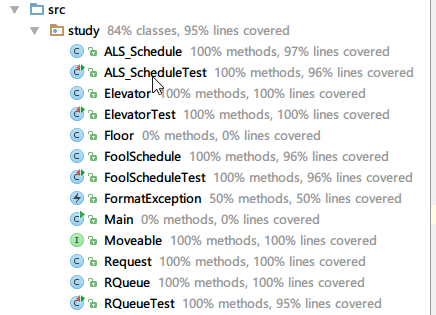 src
study 84% classes, 95% lines covered
ALS_Schedule 100% methods, 97% lines covered
ALS_ScheduleTest 100% methods, 96% lines covered
Elevator 100% methods, 100% lines covered
ElevatorTest 100% methods, 100% lines covered
Floor 0% methods, 0% lines covered
FoolSchedule 100% methods, 96% lines covered
FoolScheduleTest 100% methods, 96% lines covered
FormatException 50% methods, 50% lines covered
Main 0% methods, 0% lines covered
Moveable 100% methods, 100% lines covered
Request 100% methods, 100% lines covered
RQueue 100% methods, 100% lines covered
RQueueTest 100% methods, 95% lines covered